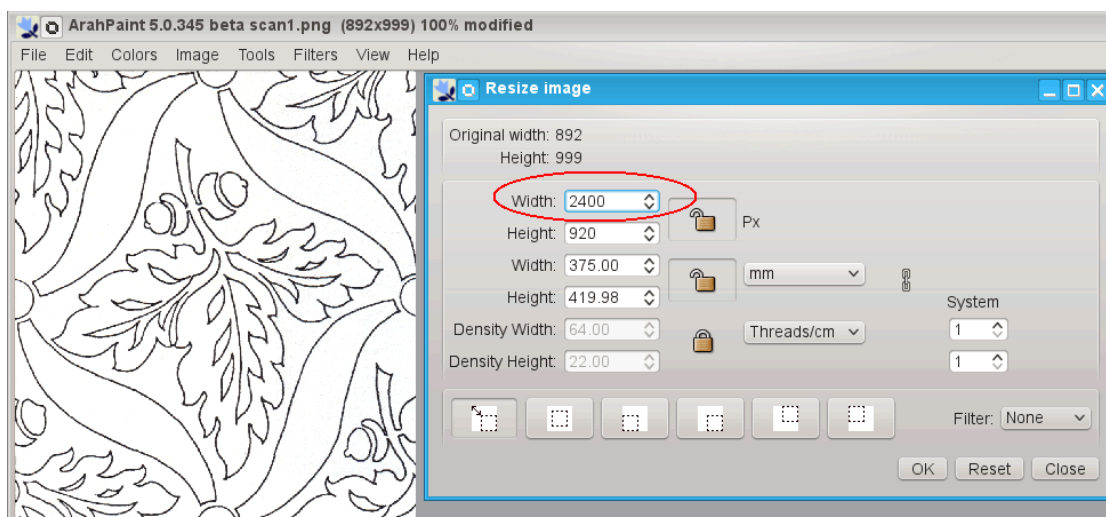 ArahPaint 5.0.345 beta scan1.png (892x999) 100% modified
File Edit Colors Image Tools Filters View Help
Resize image
Original width: 892
Height: 999
Width: 2400
Px
Height: 920
Width: 375.00
mm
Height: 419.98
System
Density Width: 64.00
Threads/cm
1
Density Height: 22.00
1
Filter: None
OK Reset Close